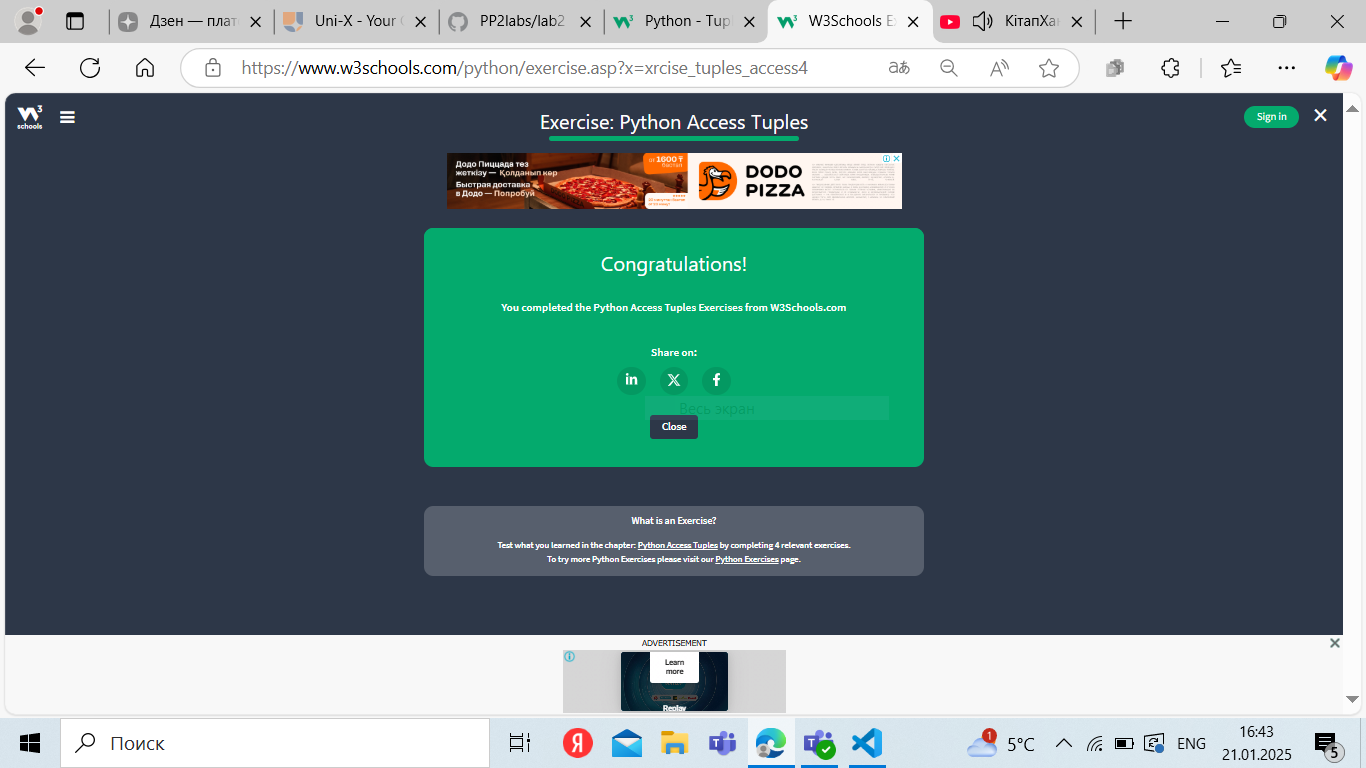 Дзен — плат
Uni-X - Your
PP2labs/lab2
Python - Tupl
W3Schools E
КітапХа
https://www.w3schools.com/python/exercise.asp?x=xrcise_tuples_access4
schools
Exercise: Python Access Tuples
Sign in
Додо Пиццада тез
жеткізу — Қолданып көр
Быстрая доставка
в Додо — Попробуй
от 1600 ₸
DODO
PIZZA
Congratulations!
You completed the Python Access Tuples Exercises from W3Schools.com
Share on:
Весь экран
Close
What is an Exercise?
Test what you learned in the chapter: Python Access Tuples by completing 4 relevant exercises.
To try more Python Exercises please visit our Python Exercises page.
ADVERTISEMENT
Learn
more
Replay
Поиск
1
5°C
ENG
16:43
21.01.2025
5